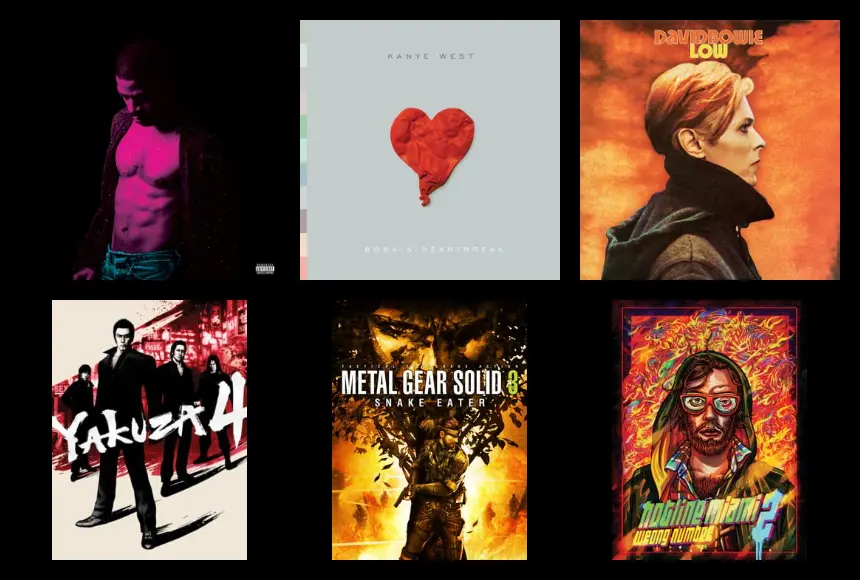 KANYE WEST
808s & HEARTBREAK
DAVID BOWIE
LOW
YAKUZA 4
METAL GEAR SOLID 3
SNAKE EATER
hotline miami 2
wrong number